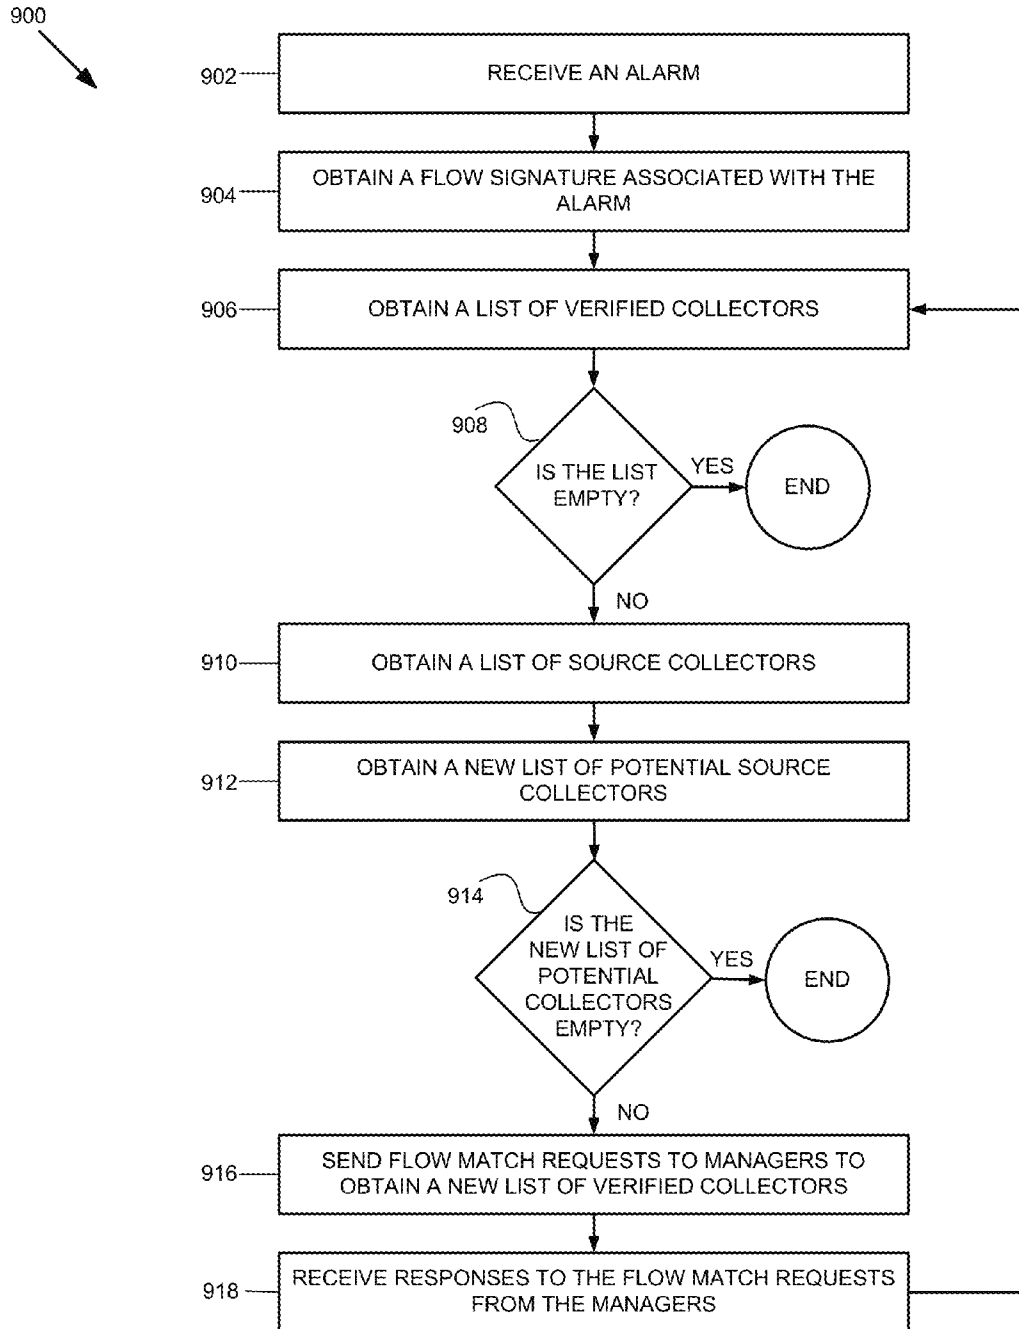 900
902
RECEIVE AN ALARM
904
OBTAIN A FLOW SIGNATURE ASSOCIATED WITH THE
ALARM
906
OBTAIN A LIST OF VERIFIED COLLECTORS
908
IS THE LIST
EMPTY?
YES
END
NO
910
OBTAIN A LIST OF SOURCE COLLECTORS
912
OBTAIN A NEW LIST OF POTENTIAL SOURCE
COLLECTORS
914
IS THE
NEW LIST OF
POTENTIAL
COLLECTORS
EMPTY?
YES
END
NO
916
SEND FLOW MATCH REQUESTS TO MANAGERS TO
OBTAIN A NEW LIST OF VERIFIED COLLECTORS
918
RECEIVE RESPONSES TO THE FLOW MATCH REQUESTS
FROM THE MANAGERS